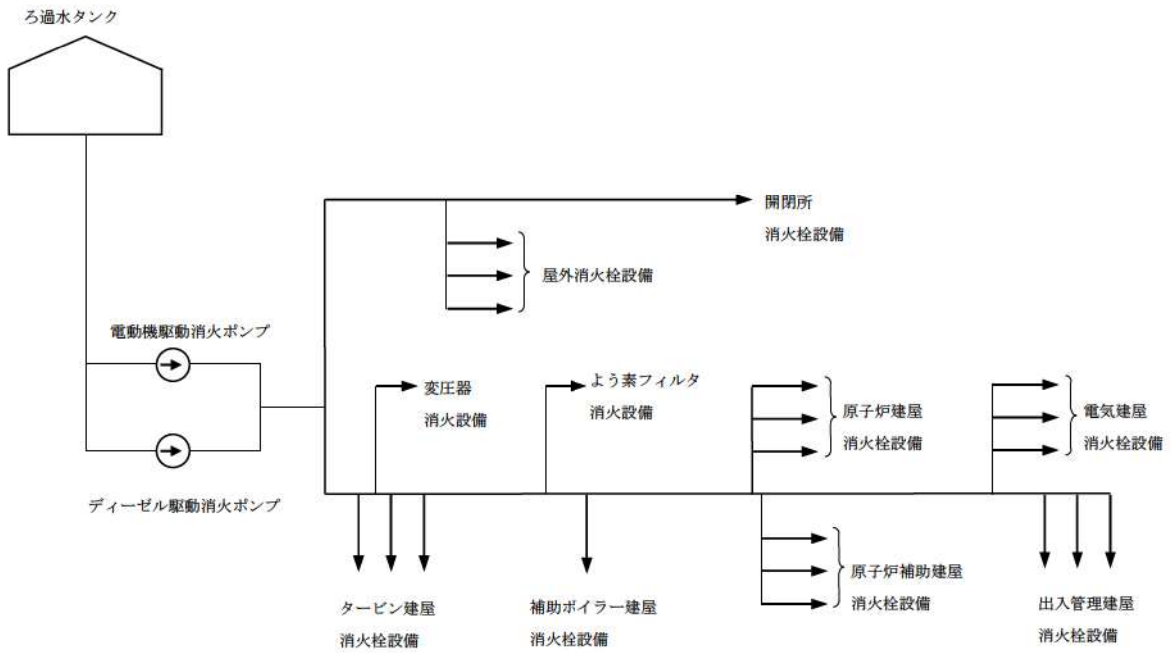 ろ過水タンク
開閉所
消火栓設備
屋外消火栓設備
電動機駆動消火ポンプ
変圧器
消火設備
よう素フィルタ
消火設備
原子炉建屋
消火栓設備
電気建屋
消火栓設備
ディーゼル駆動消火ポンプ
タービン建屋
消火栓設備
補助ボイラー建屋
消火栓設備
原子炉補助建屋
消火栓設備
出入管理建屋
消火栓設備